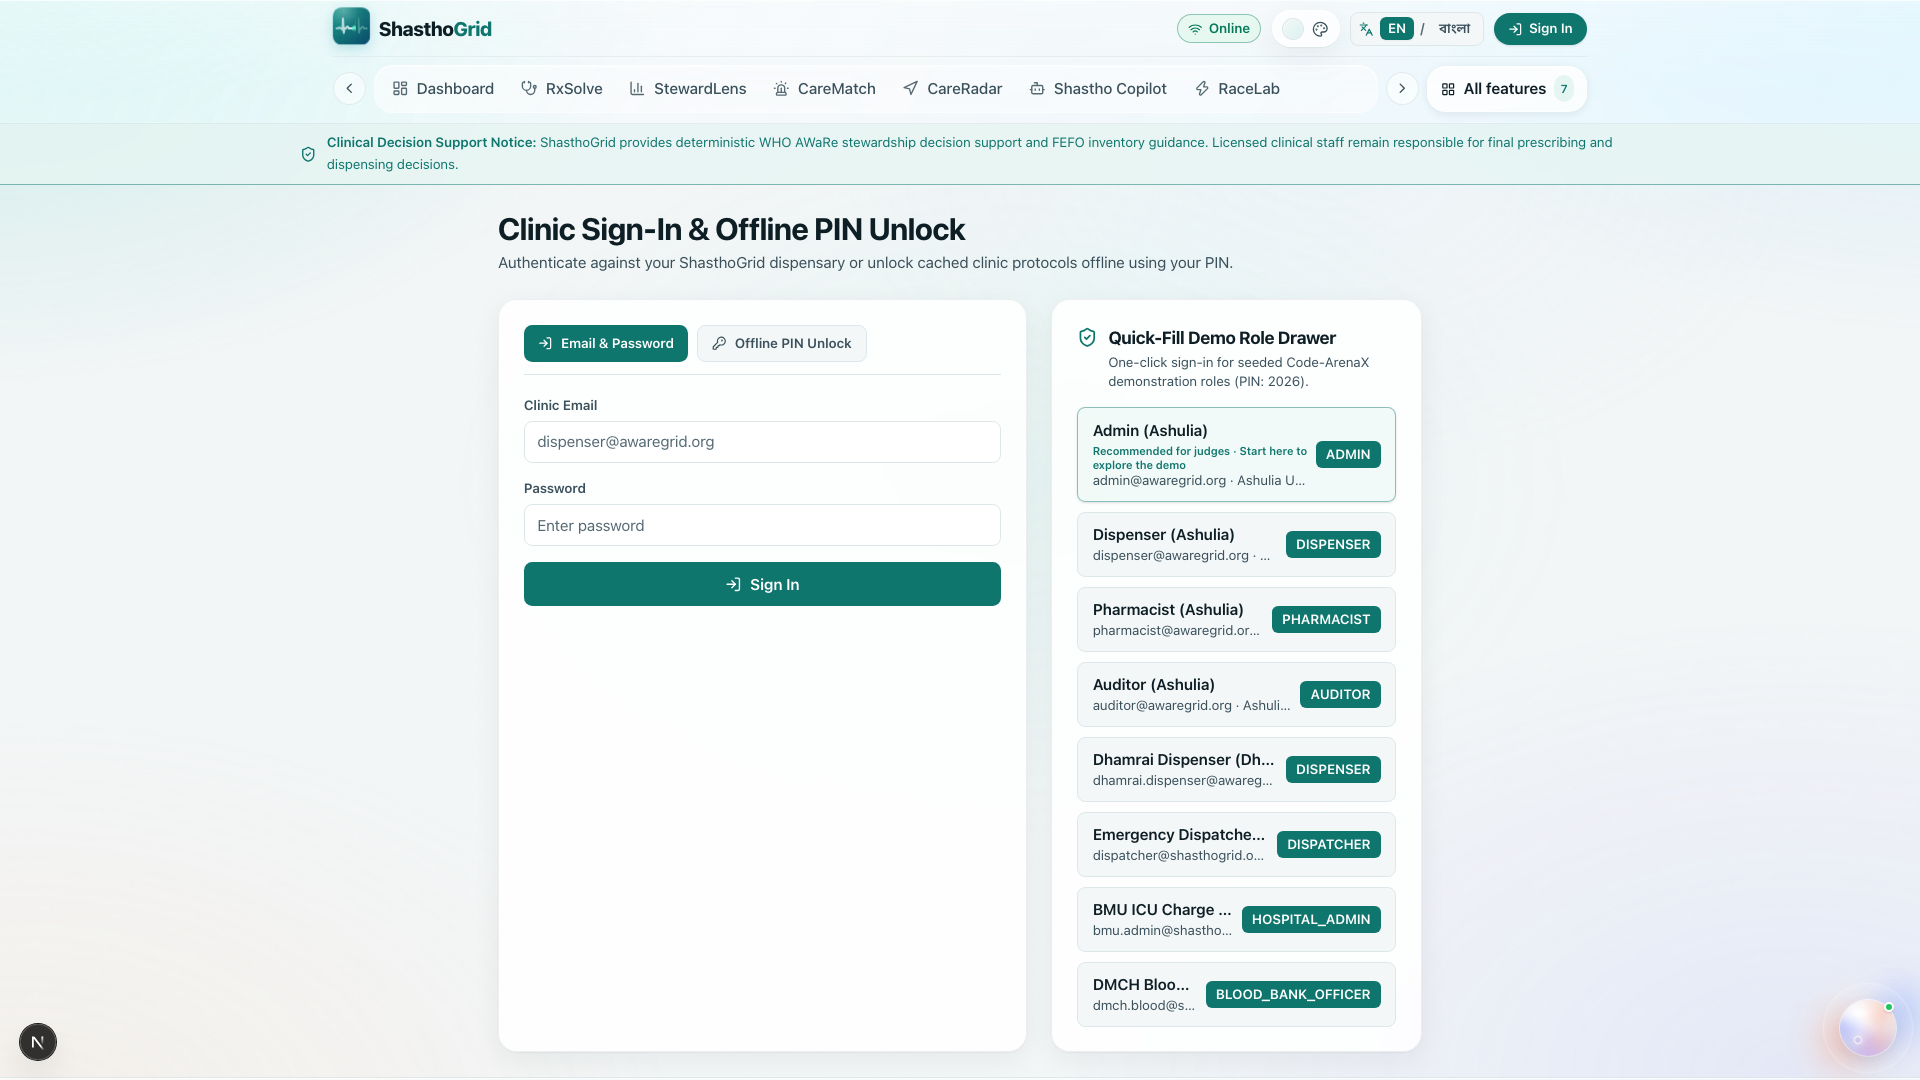 ShasthoGrid
Online
EN / বাংলা
Sign In
Dashboard
RxSolve
StewardLens
CareMatch
CareRadar
Shastho Copilot
RaceLab
All features 7
Clinical Decision Support Notice: ShasthoGrid provides deterministic WHO AWaRe stewardship decision support and FEFO inventory guidance. Licensed clinical staff remain responsible for final prescribing and
dispensing decisions.
Clinic Sign-In & Offline PIN Unlock
Authenticate against your ShasthoGrid dispensary or unlock cached clinic protocols offline using your PIN.
Email & Password
Offline PIN Unlock
Clinic Email
dispenser@awaregrid.org
Password
Enter password
Sign In
Quick-Fill Demo Role Drawer
One-click sign-in for seeded Code-ArenaX
demonstration roles (PIN: 2026).
Admin (Ashulia)
Recommended for judges · Start here to
explore the demo
admin@awaregrid.org · Ashulia U...
ADMIN
Dispenser (Ashulia)
dispenser@awaregrid.org · ...
DISPENSER
Pharmacist (Ashulia)
pharmacist@awaregrid.or...
PHARMACIST
Auditor (Ashulia)
auditor@awaregrid.org · Ashuli...
AUDITOR
Dhamrai Dispenser (Dh...
dhamrai.dispenser@awareg...
DISPENSER
Emergency Dispatche...
dispatcher@shasthogrid.o...
DISPATCHER
BMU ICU Charge ...
bmu.admin@shastho...
HOSPITAL_ADMIN
DMCH Bloo...
dmch.blood@s...
BLOOD_BANK_OFFICER
N